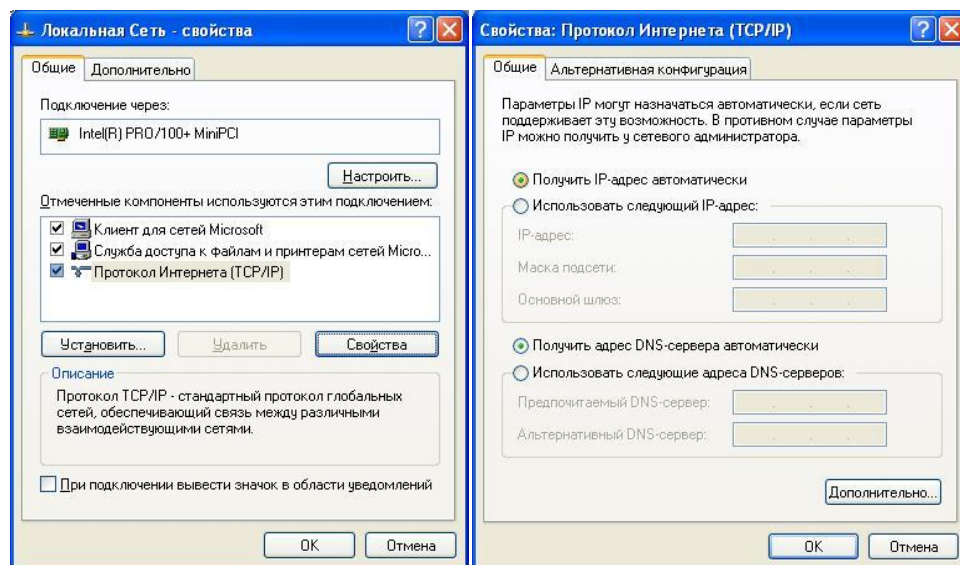 Локальная Сеть - свойства
Общие
Дополнительно
Подключение через:
Intel(R) PRO/100+ MiniPCI
Настроить...
Отмеченные компоненты используются этим подключением:
Клиент для сетей Microsoft
Служба доступа к файлам и принтерам сетей Micro...
Протокол Интернета (TCP/IP)
Установить...
Удалить
Свойства
Описание
Протокол TCP/IP - стандартный протокол глобальных
сетей, обеспечивающий связь между различными
взаимодействующими сетями.
При подключении вывести значок в области уведомлений
ОК
Отмена
Свойства: Протокол Интернета (TCP/IP)
Общие
Альтернативная конфигурация
Параметры IP могут назначаться автоматически, если сеть
поддерживает эту возможность. В противном случае параметры
IP можно получить у сетевого администратора.
Получить IP-адрес автоматически
Использовать следующий IP-адрес:
IP-адрес:
Маска подсети:
Основной шлюз:
Получить адрес DNS-сервера автоматически
Использовать следующие адреса DNS-серверов:
Предпочитаемый DNS-сервер:
Альтернативный DNS-сервер:
Дополнительно...
ОК
Отмена